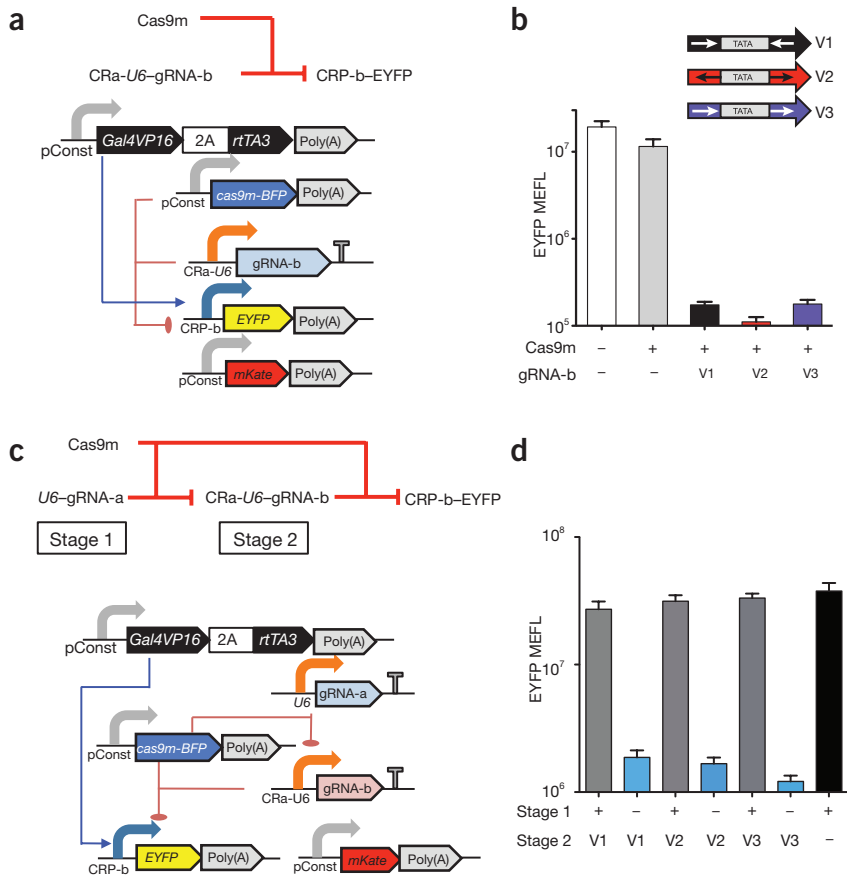 a
Cas9m
CRa-U6–gRNA-b
CRP-b–EYFP
pConst
Gal4VP16
2A
rtTA3
Poly(A)
pConst
cas9m-BFP
Poly(A)
CRa-U6
gRNA-b
CRP-b
EYFP
Poly(A)
pConst
mKate
Poly(A)
b
TATA
V1
TATA
V2
TATA
V3
EYFP MEFL
10^7
10^6
10^5
Cas9m – + + + +
gRNA-b – – V1 V2 V3
c
Cas9m
U6–gRNA-a
CRa-U6–gRNA-b
CRP-b–EYFP
Stage 1
Stage 2
pConst
Gal4VP16
2A
rtTA3
Poly(A)
U6
gRNA-a
pConst
cas9m-BFP
Poly(A)
CRa-U6
gRNA-b
CRP-b
EYFP
Poly(A)
pConst
mKate
Poly(A)
d
EYFP MEFL
10^8
10^7
10^6
Stage 1 + – + – + – +
Stage 2 V1 V1 V2 V2 V3 V3 –